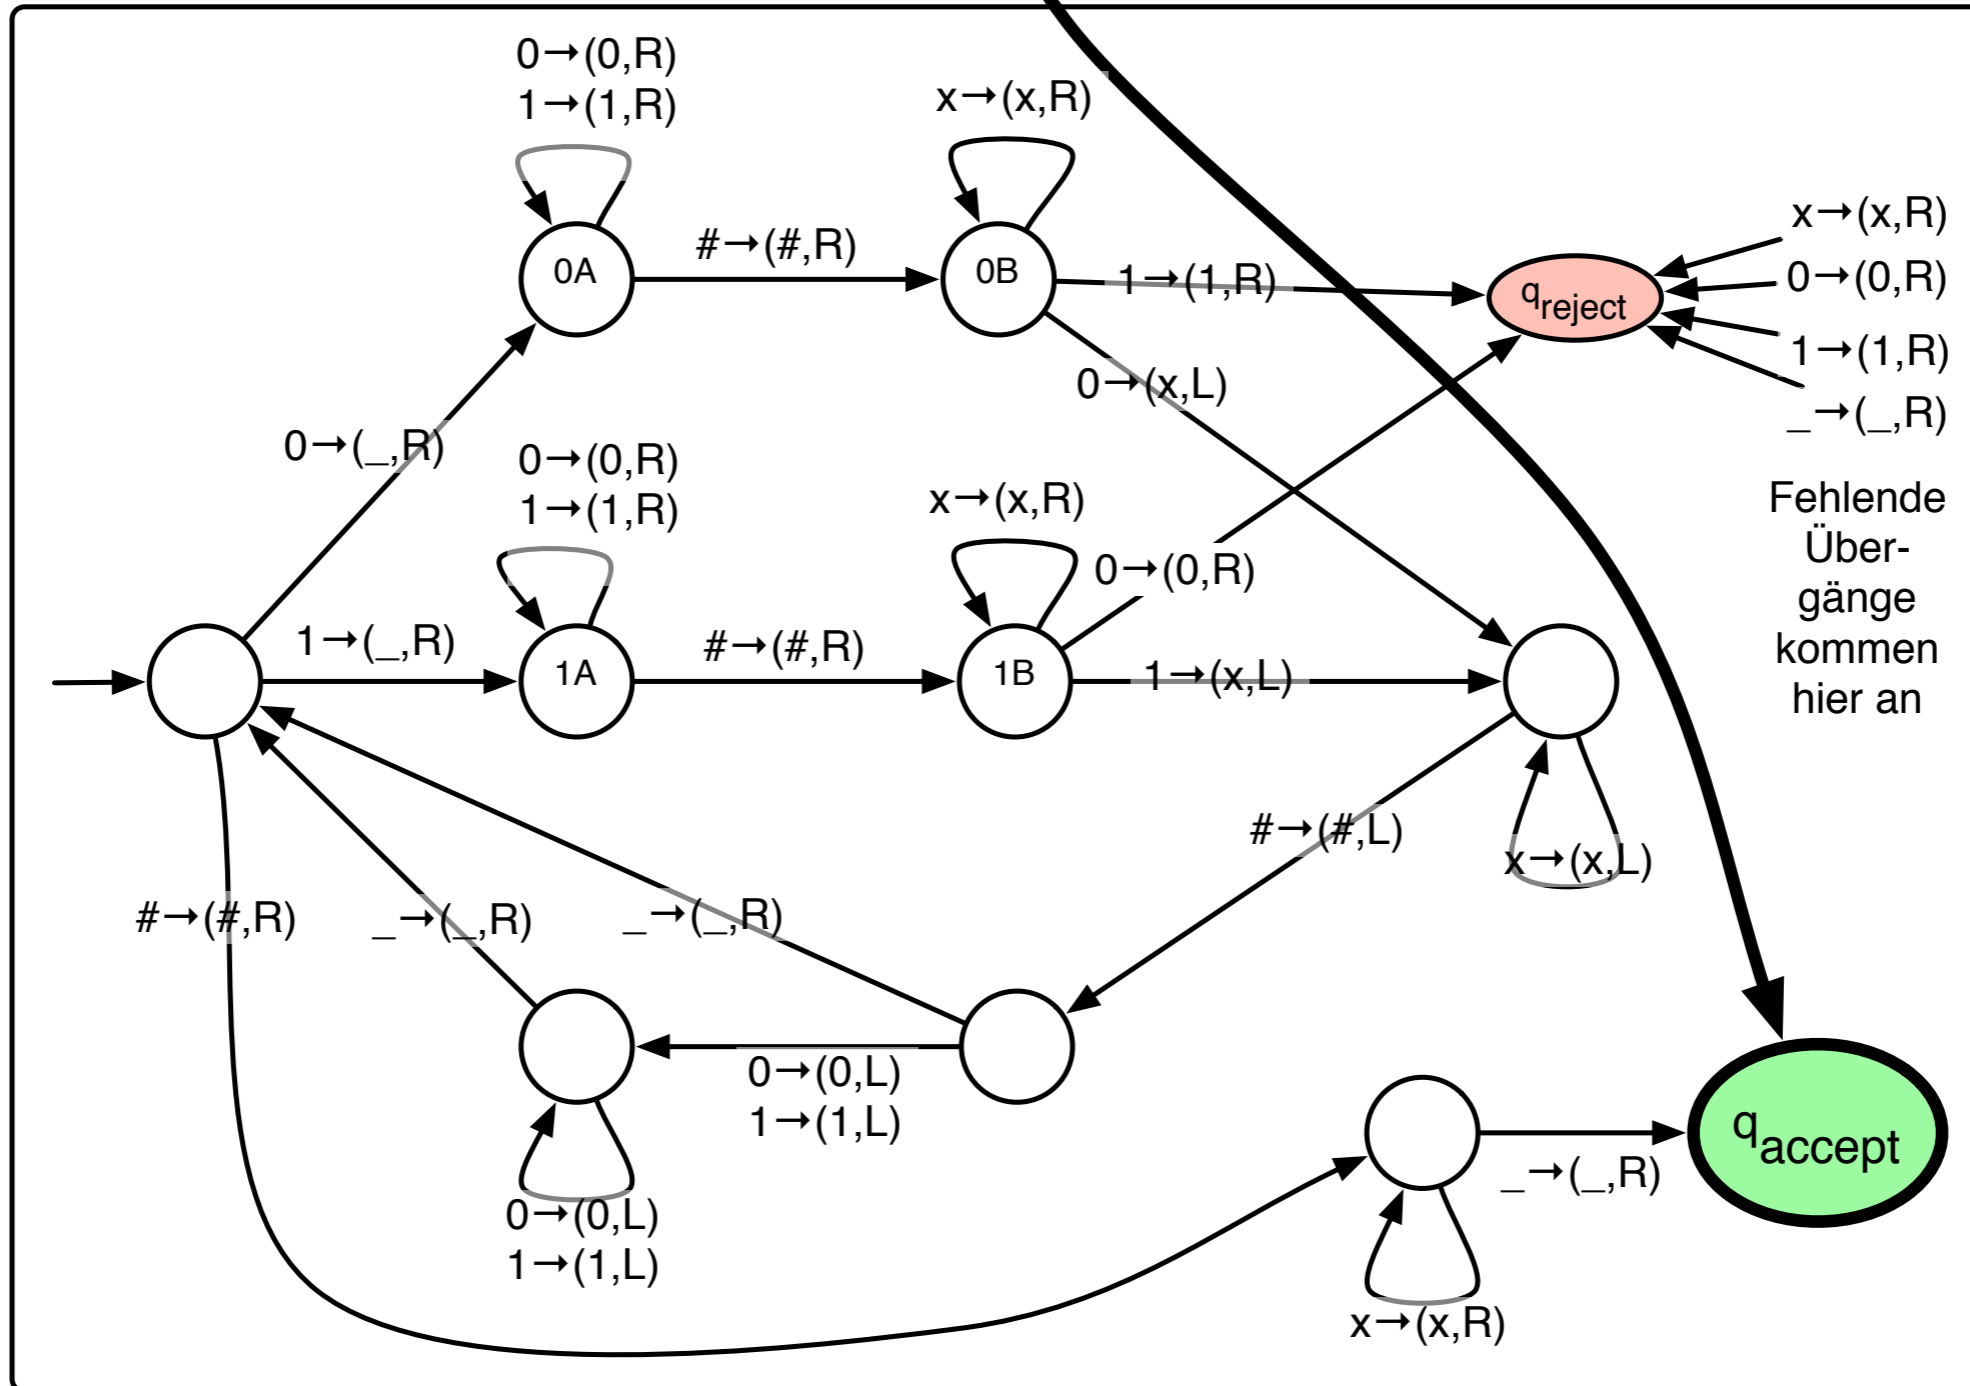 0→(0,R)
1→(1,R)
x→(x,R)
0A
#→(#,R)
0B
1→(1,R)
qreject
x→(x,R)
0→(0,R)
1→(1,R)
_→(_,R)
0→(x,L)
0→(_,R)
0→(0,R)
1→(1,R)
x→(x,R)
0→(0,R)
Fehlende
Über-
gänge
kommen
hier an
1→(_,R)
1A
#→(#,R)
1B
1→(x,L)
#→(#,L)
x→(x,L)
#→(#,R)
_→(_,R)
_→(_,R)
0→(0,L)
1→(1,L)
0→(0,L)
1→(1,L)
_→(_,R)
qaccept
x→(x,R)